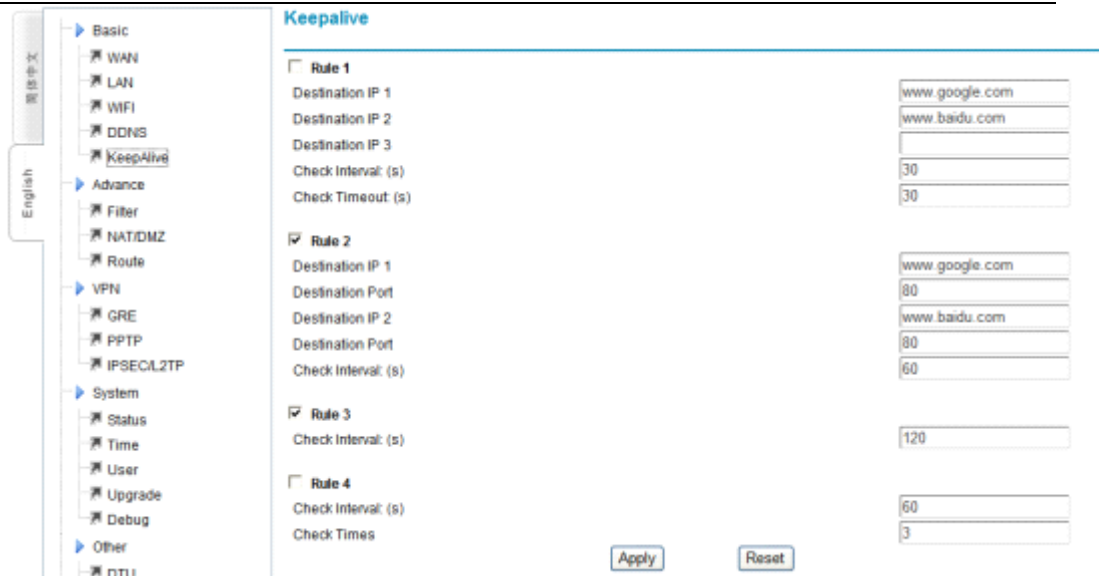 简体中文
English
Basic
WAN
LAN
WIFI
DDNS
KeepAlive
Advance
Filter
NAT/DMZ
Route
VPN
GRE
PPTP
IPSEC/L2TP
System
Status
Time
User
Upgrade
Debug
Other
DTU
Keepalive
Rule 1
Destination IP 1 www.google.com
Destination IP 2 www.baidu.com
Destination IP 3
Check Interval: (s) 30
Check Timeout: (s) 30
Rule 2
Destination IP 1 www.google.com
Destination Port 80
Destination IP 2 www.baidu.com
Destination Port 80
Check Interval: (s) 60
Rule 3
Check Interval: (s) 120
Rule 4
Check Interval: (s) 60
Check Times 3
Apply Reset